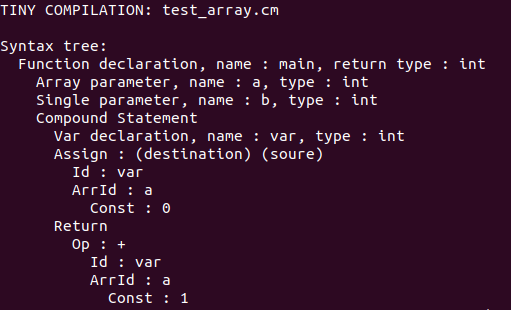 TINY COMPILATION: test_array.cm
Syntax tree:
Function declaration, name : main, return type : int
Array parameter, name : a, type : int
Single parameter, name : b, type : int
Compound Statement
Var declaration, name : var, type : int
Assign : (destination) (soure)
Id : var
ArrId : a
Const : 0
Return
Op : +
Id : var
ArrId : a
Const : 1